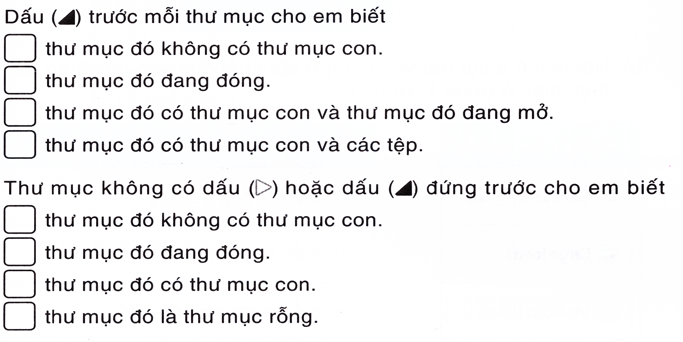 Dấu (◢) trước mỗi thư mục cho em biết
thư mục đó không có thư mục con.
thư mục đó đang đóng.
thư mục đó có thư mục con và thư mục đó đang mở.
thư mục đó có thư mục con và các tệp.
Thư mục không có dấu (▷) hoặc dấu (◢) đứng trước cho em biết
thư mục đó không có thư mục con.
thư mục đó đang đóng.
thư mục đó có thư mục con.
thư mục đó là thư mục rỗng.